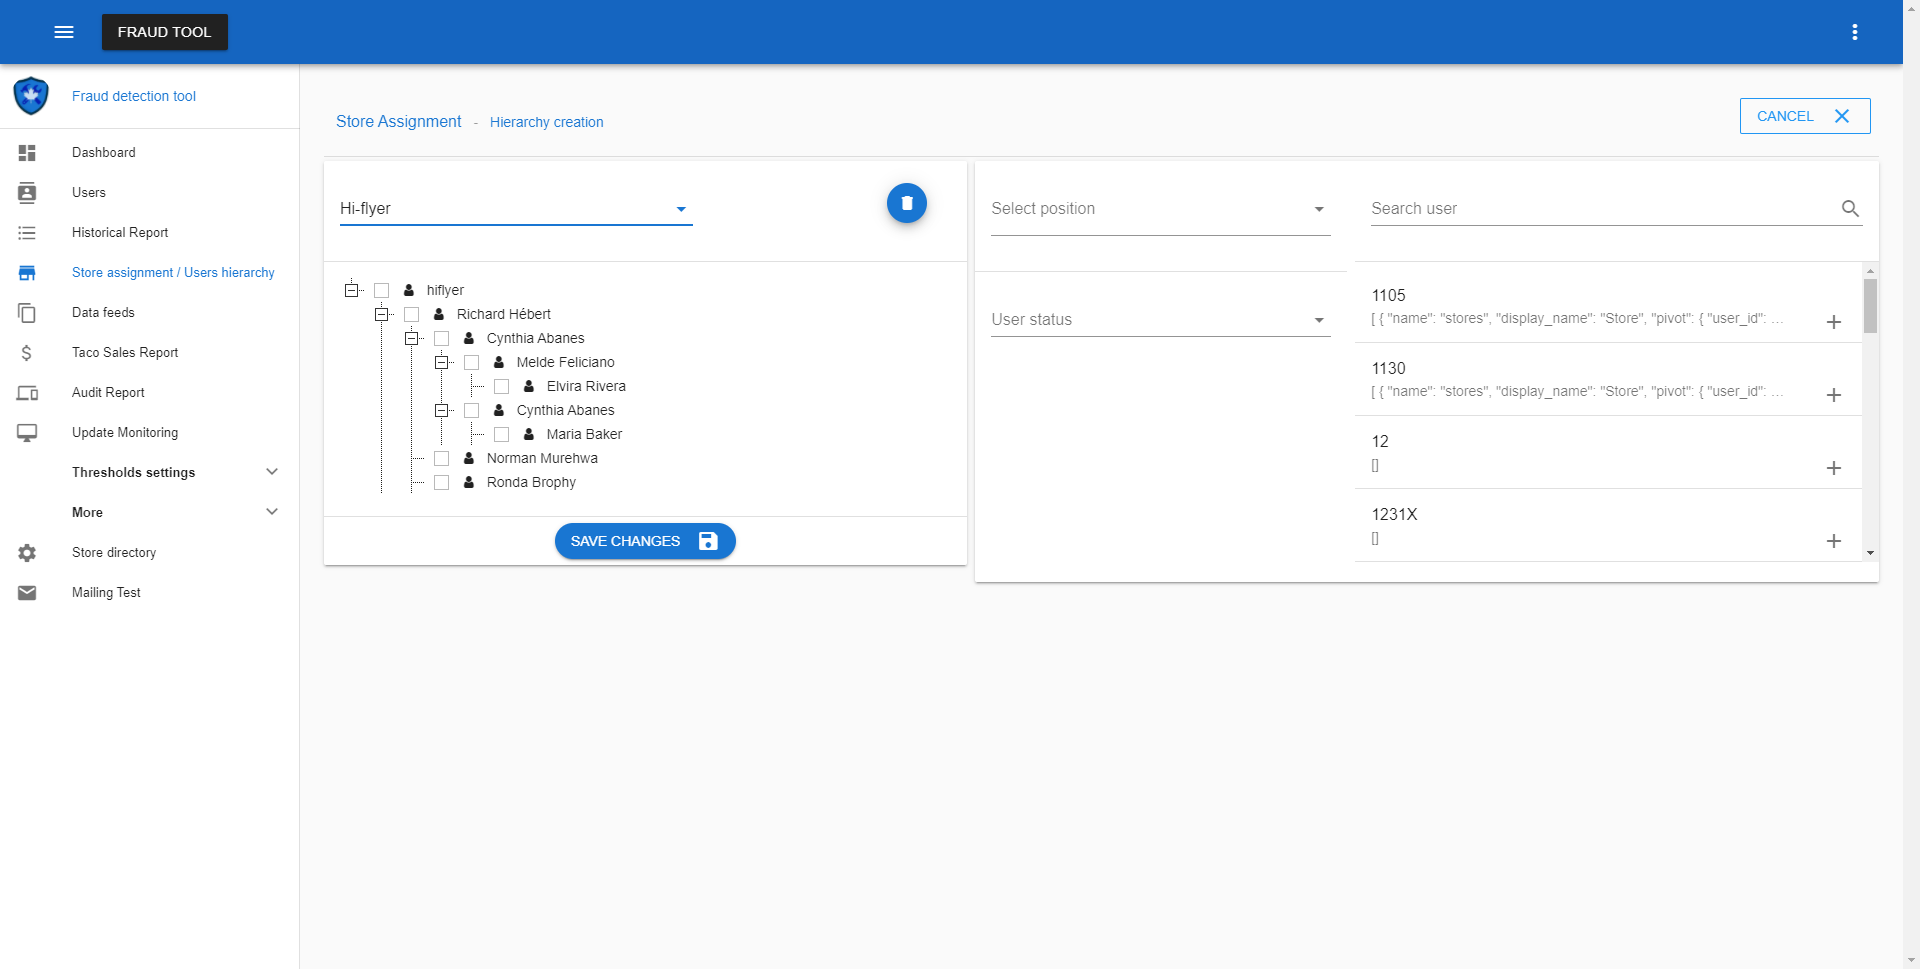 FRAUD TOOL
Fraud detection tool
Dashboard
Users
Historical Report
Store assignment / Users hierarchy
Data feeds
Taco Sales Report
Audit Report
Update Monitoring
Thresholds settings
More
Store directory
Mailing Test
Store Assignment - Hierarchy creation
CANCEL
Hi-flyer
hiflyer
Richard Hébert
Cynthia Abanes
Melde Feliciano
Elvira Rivera
Cynthia Abanes
Maria Baker
Norman Murehwa
Ronda Brophy
SAVE CHANGES
Select position
User status
Search user
1105
[ { "name": "stores", "display_name": "Store", "pivot": { "user_id": ...
1130
[ { "name": "stores", "display_name": "Store", "pivot": { "user_id": ...
12
[]
1231X
[]